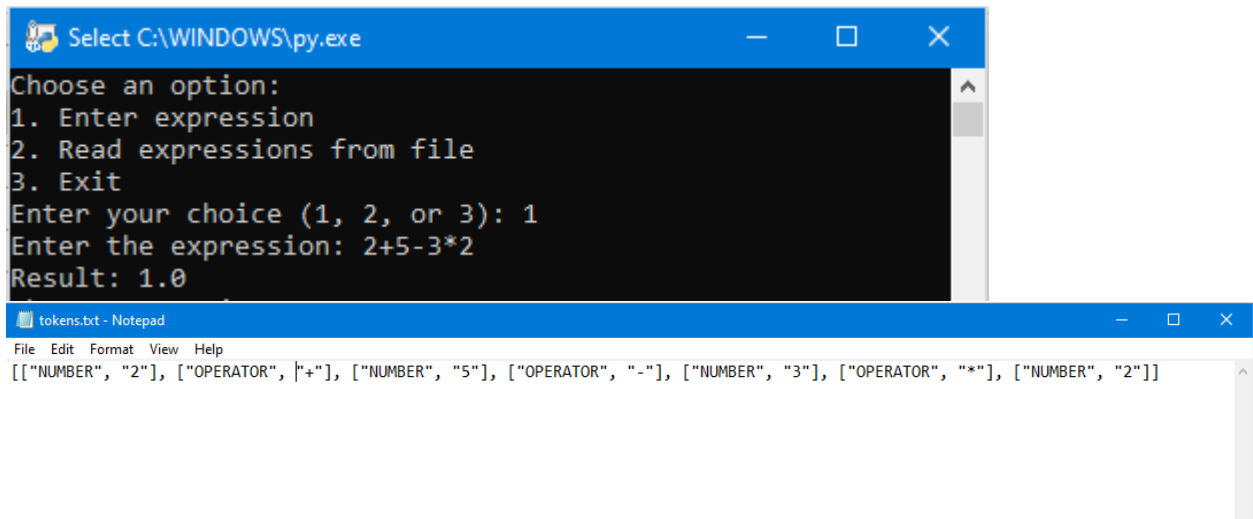 Select C:\WINDOWS\py.exe
Choose an option:
1. Enter expression
2. Read expressions from file
3. Exit
Enter your choice (1, 2, or 3): 1
Enter the expression: 2+5-3*2
Result: 1.0
tokens.txt - Notepad
File Edit Format View Help
[["NUMBER", "2"], ["OPERATOR", "+"], ["NUMBER", "5"], ["OPERATOR", "-"], ["NUMBER", "3"], ["OPERATOR", "*"], ["NUMBER", "2"]]